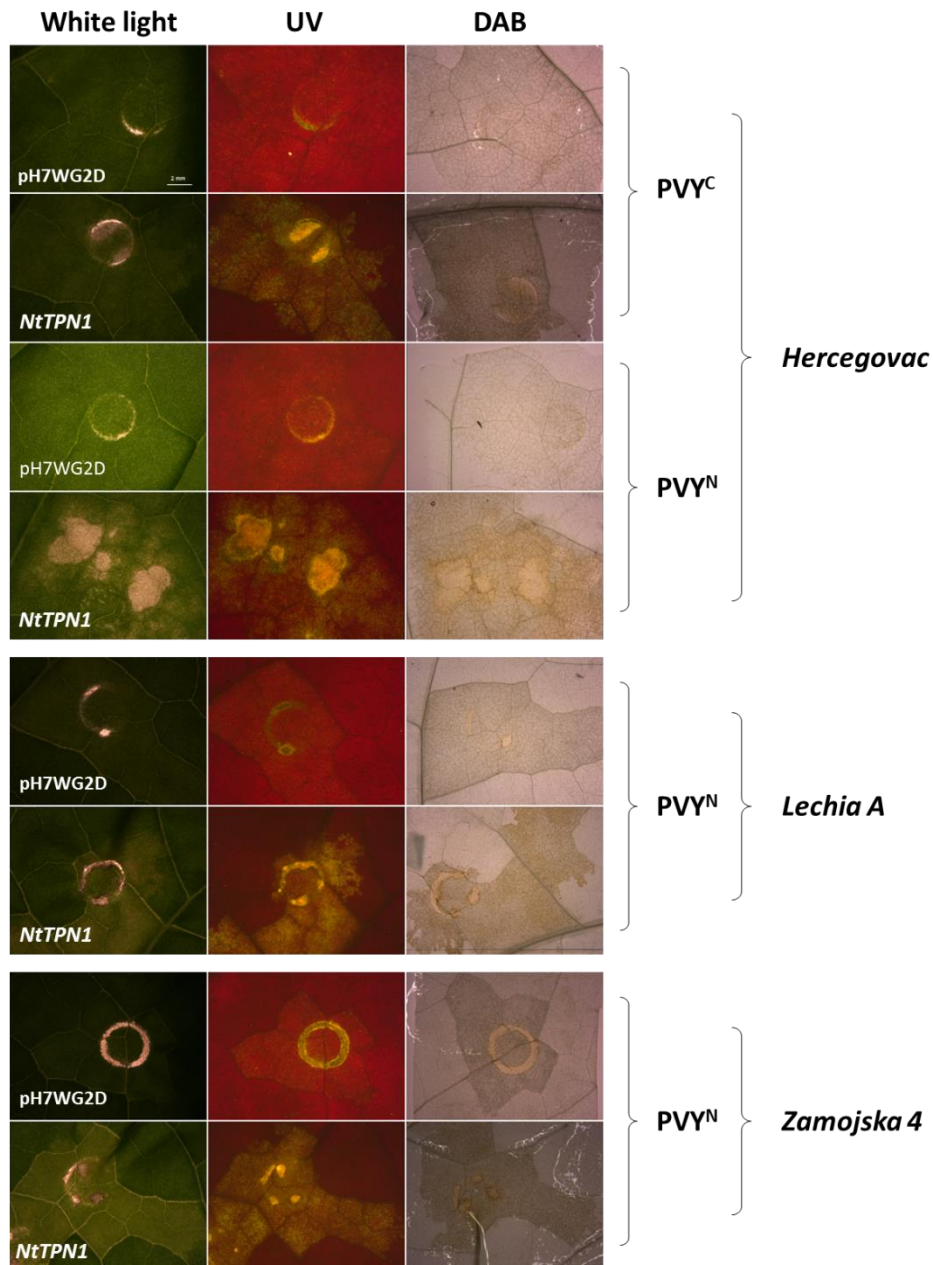 White light UV DAB
pH7WG2D
2 mm
PVYᶜ
NtTPN1
Hercegovac
pH7WG2D
PVYᴺ
NtTPN1
pH7WG2D
PVYᴺ
Lechia A
NtTPN1
pH7WG2D
PVYᴺ
Zamojska 4
NtTPN1